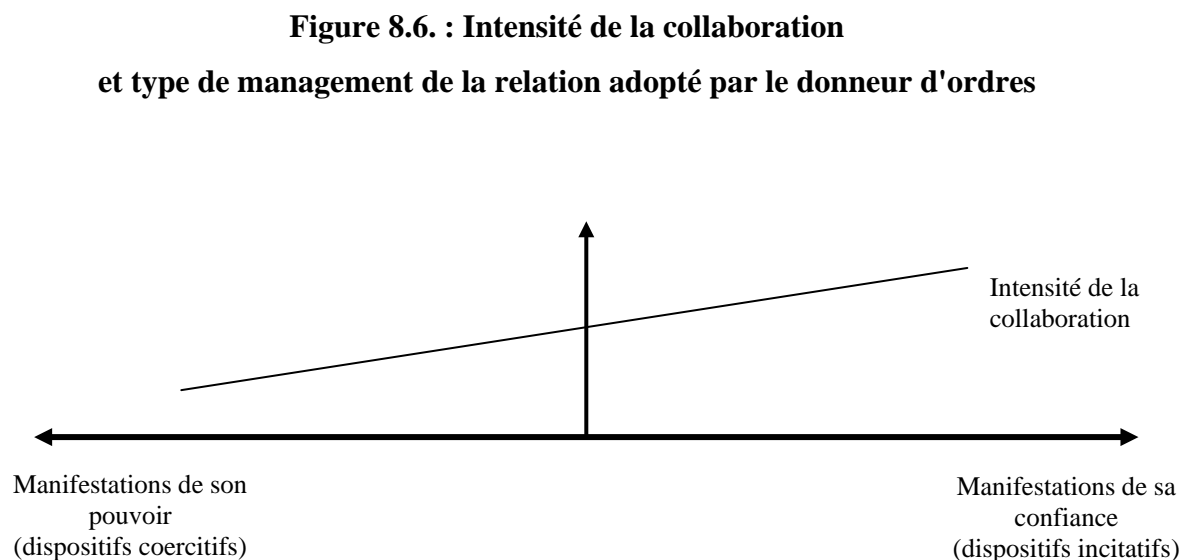 Figure 8.6. : Intensité de la collaboration
et type de management de la relation adopté par le donneur d'ordres
Intensité de la
collaboration
Manifestations de son
pouvoir
(dispositifs coercitifs)
Manifestations de sa
confiance
(dispositifs incitatifs)